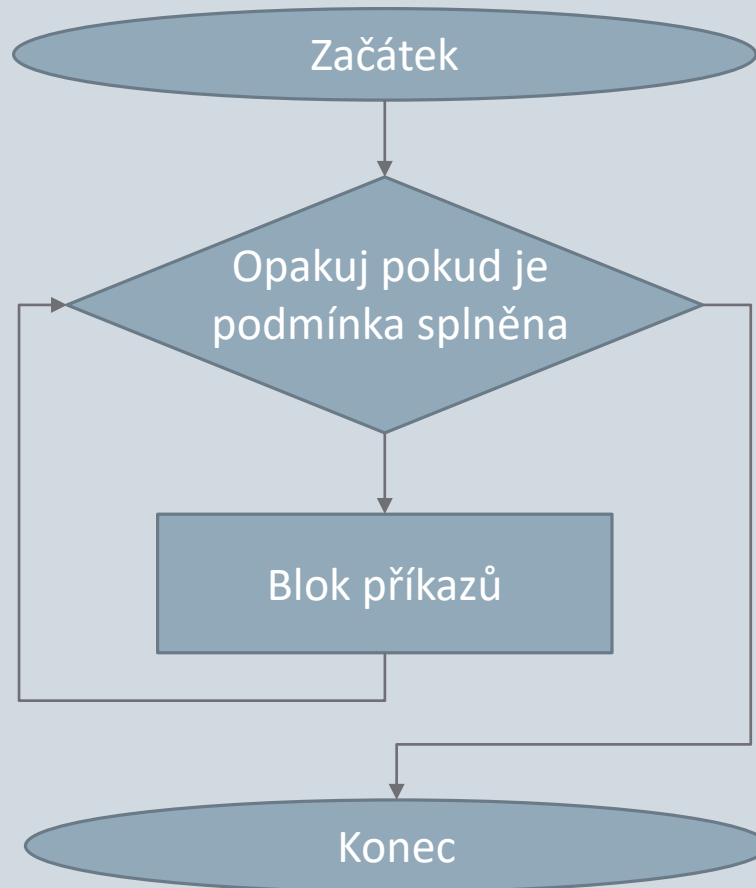 Začátek
Opakuj pokud je
podmínka splněna
Blok příkazů
Konec